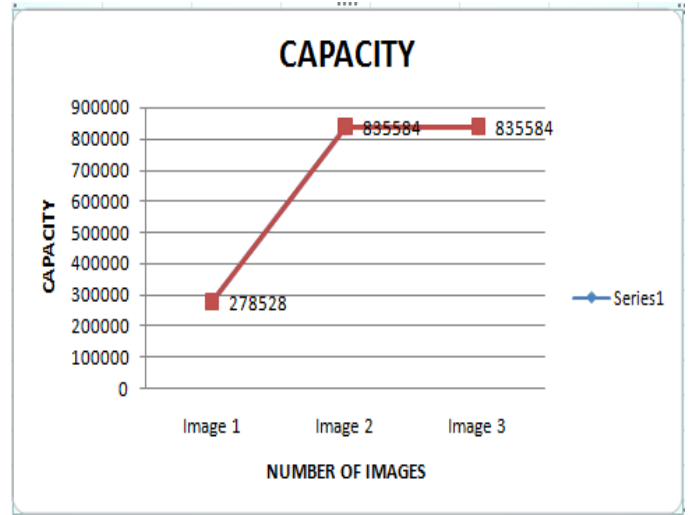 CAPACITY
900000
800000
700000
600000
500000
400000
300000
200000
100000
0
CAPACITY
278528
835584
835584
Series1
Image 1 Image 2 Image 3
NUMBER OF IMAGES